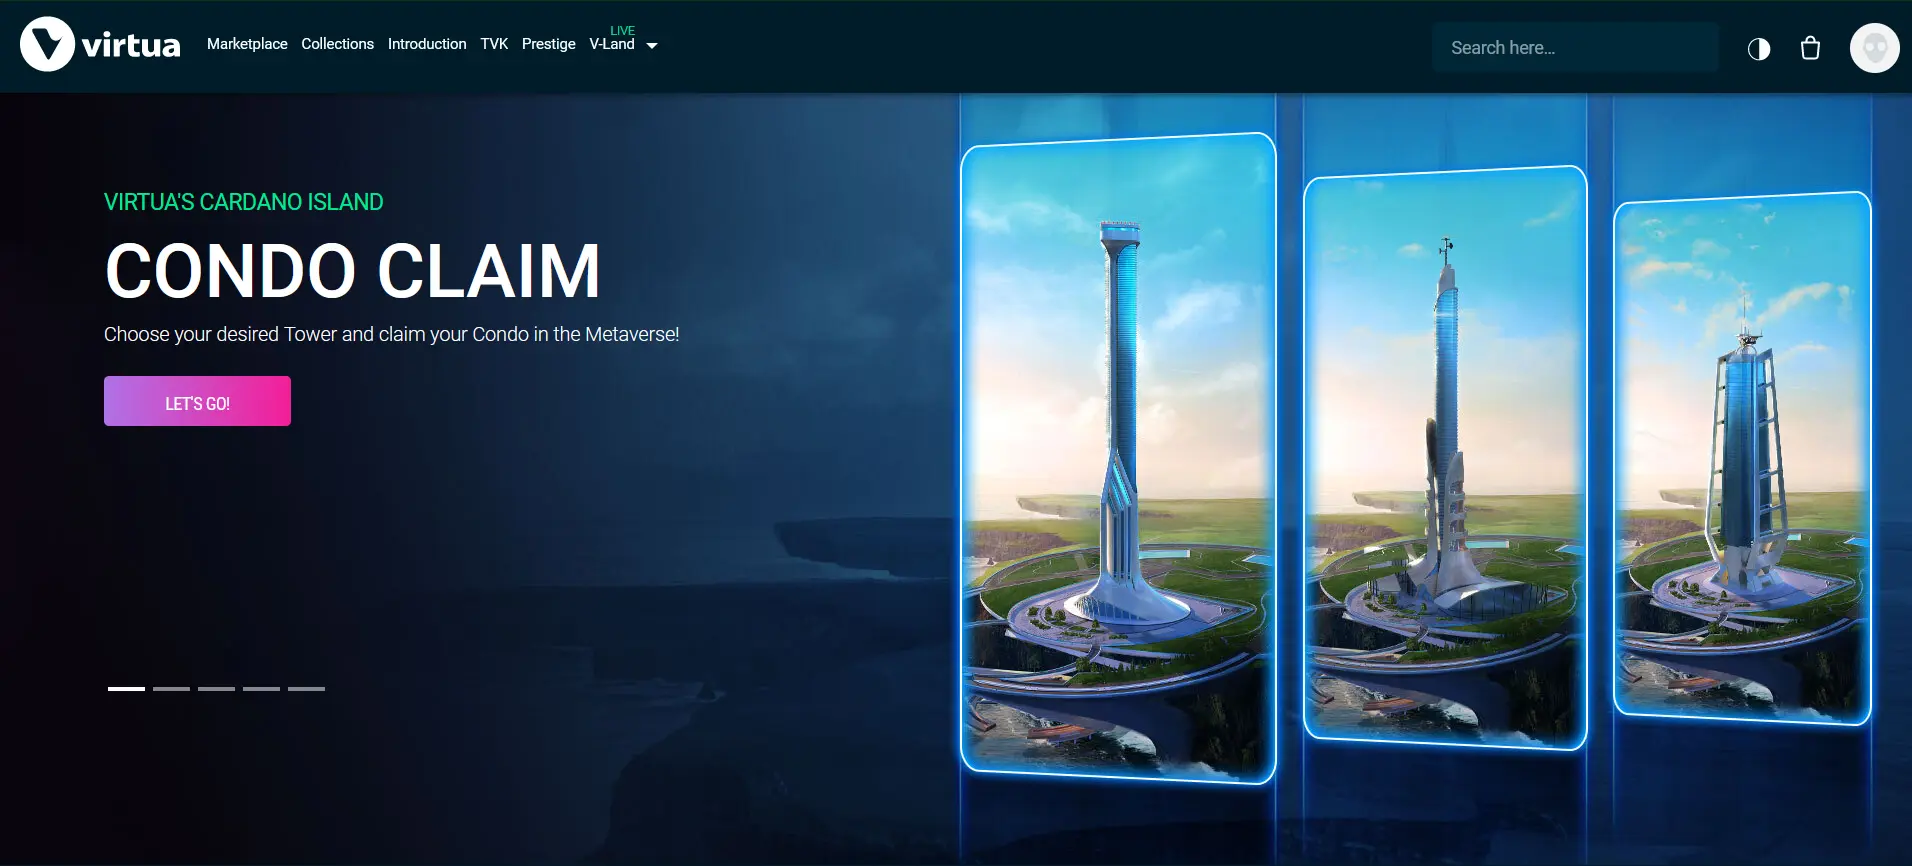 virtua
Marketplace Collections Introduction TVK Prestige V-Land LIVE
Search here...
VIRTUA'S CARDANO ISLAND
CONDO CLAIM
Choose your desired Tower and claim your Condo in the Metaverse!
LET'S GO!